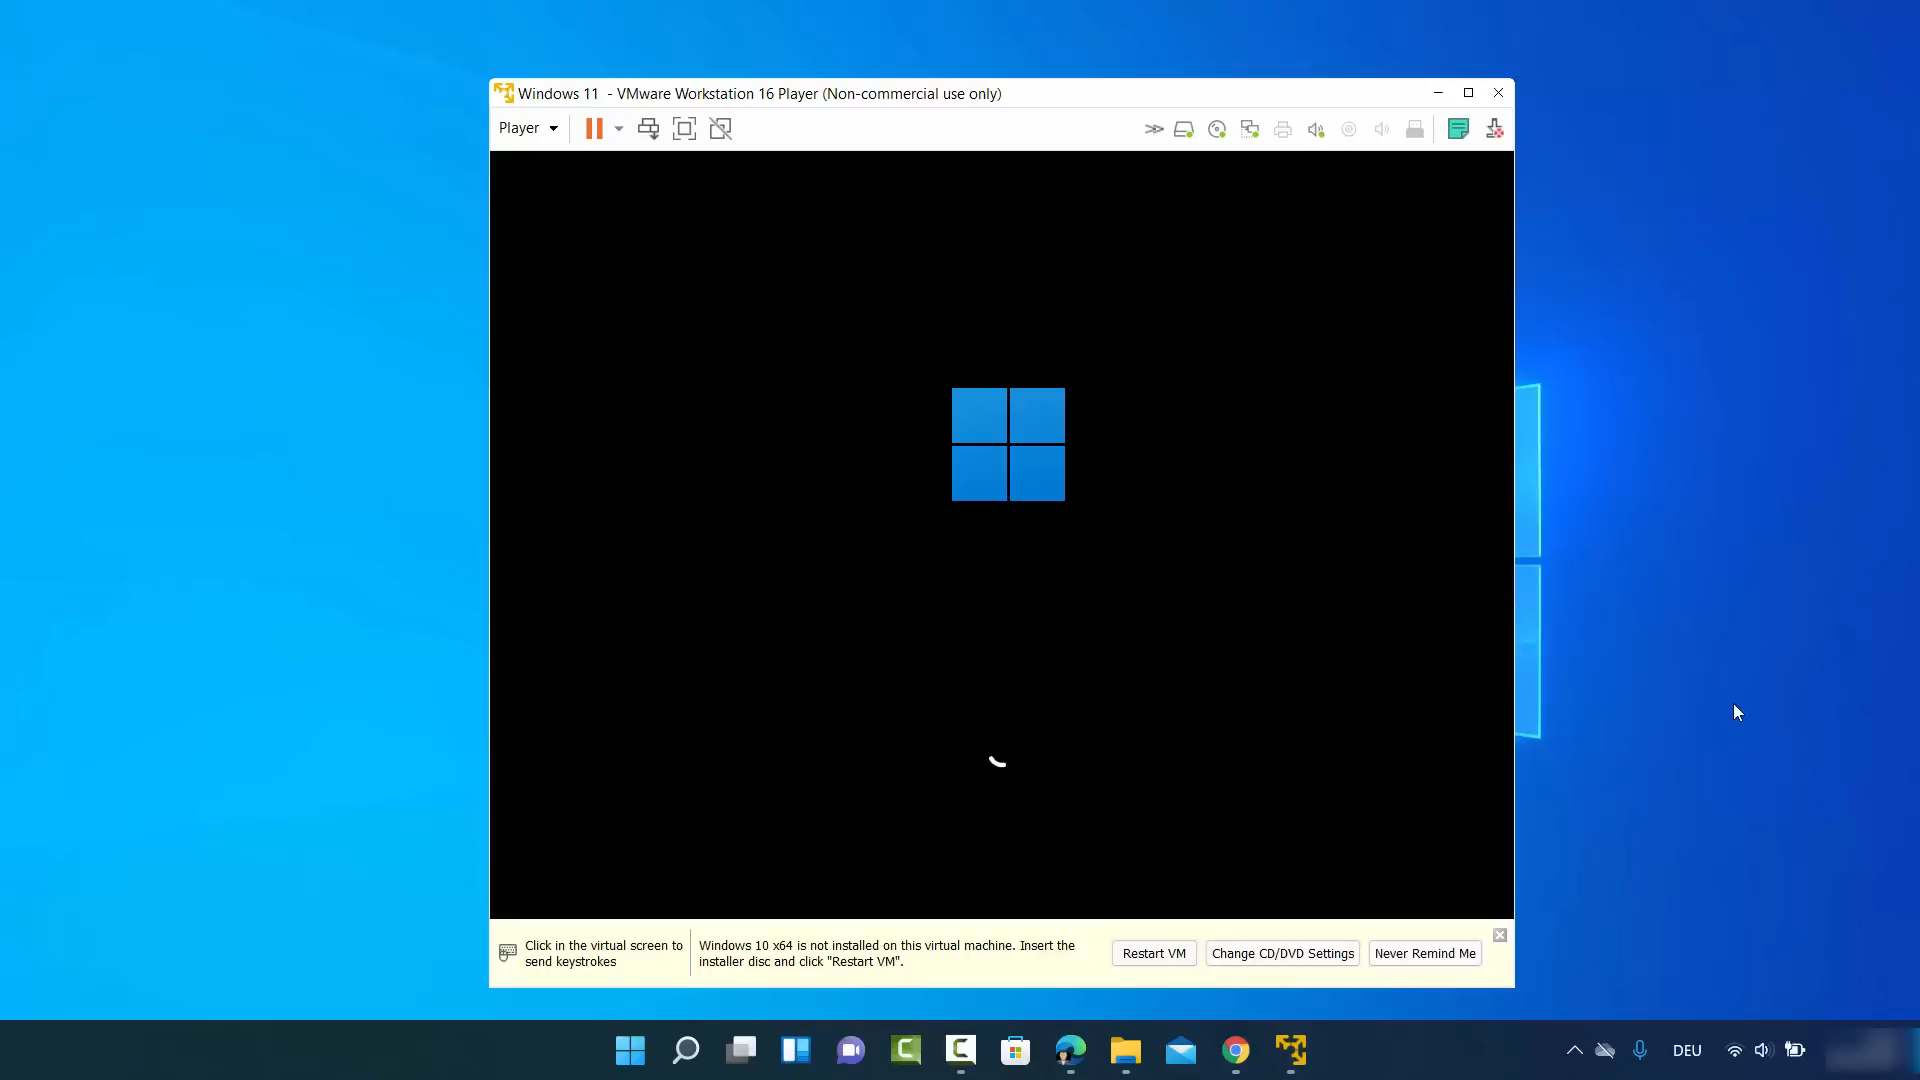 Windows 11 - VMware Workstation 16 Player (Non-commercial use only)
Player
Click in the virtual screen to
send keystrokes
Windows 10 x64 is not installed on this virtual machine. Insert the
installer disc and click "Restart VM".
Restart VM
Change CD/DVD Settings
Never Remind Me
DEU